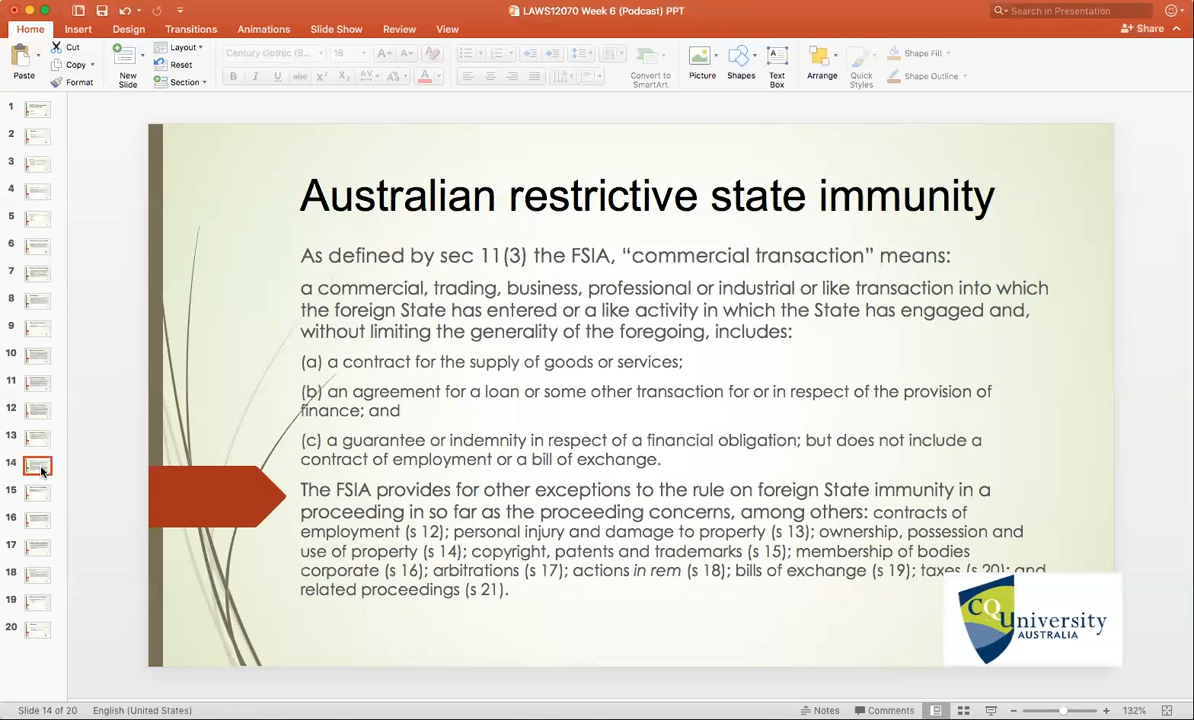 LAWS12070 Week 6 (Podcast) PPT
Search in Presentation
Home Insert Design Transitions Animations Slide Show Review View
Share
Paste
Cut
Copy
Format
New Slide
Layout
Reset
Section
Century Gothic (B... 18
Convert to SmartArt
Picture
Shapes
Text Box
Arrange
Quick Styles
Shape Fill
Shape Outline
1
2
3
4
5
6
7
8
9
10
11
12
13
14
15
16
17
18
19
20
Australian restrictive state immunity
As defined by sec 11(3) the FSIA, “commercial transaction” means:
a commercial, trading, business, professional or industrial or like transaction into which
the foreign State has entered or a like activity in which the State has engaged and,
without limiting the generality of the foregoing, includes:
(a) a contract for the supply of goods or services;
(b) an agreement for a loan or some other transaction for or in respect of the provision of
finance; and
(c) a guarantee or indemnity in respect of a financial obligation; but does not include a
contract of employment or a bill of exchange.
The FSIA provides for other exceptions to the rule on foreign State immunity in a
proceeding in so far as the proceeding concerns, among others: contracts of
employment (s 12); personal injury and damage to property (s 13); ownership, possession and
use of property (s 14); copyright, patents and trademarks (s 15); membership of bodies
corporate (s 16); arbitrations (s 17); actions in rem (s 18); bills of exchange (s 19); taxes (s 20); and
related proceedings (s 21).
CQUniversity
AUSTRALIA
Slide 14 of 20 English (United States)
Notes Comments 132%